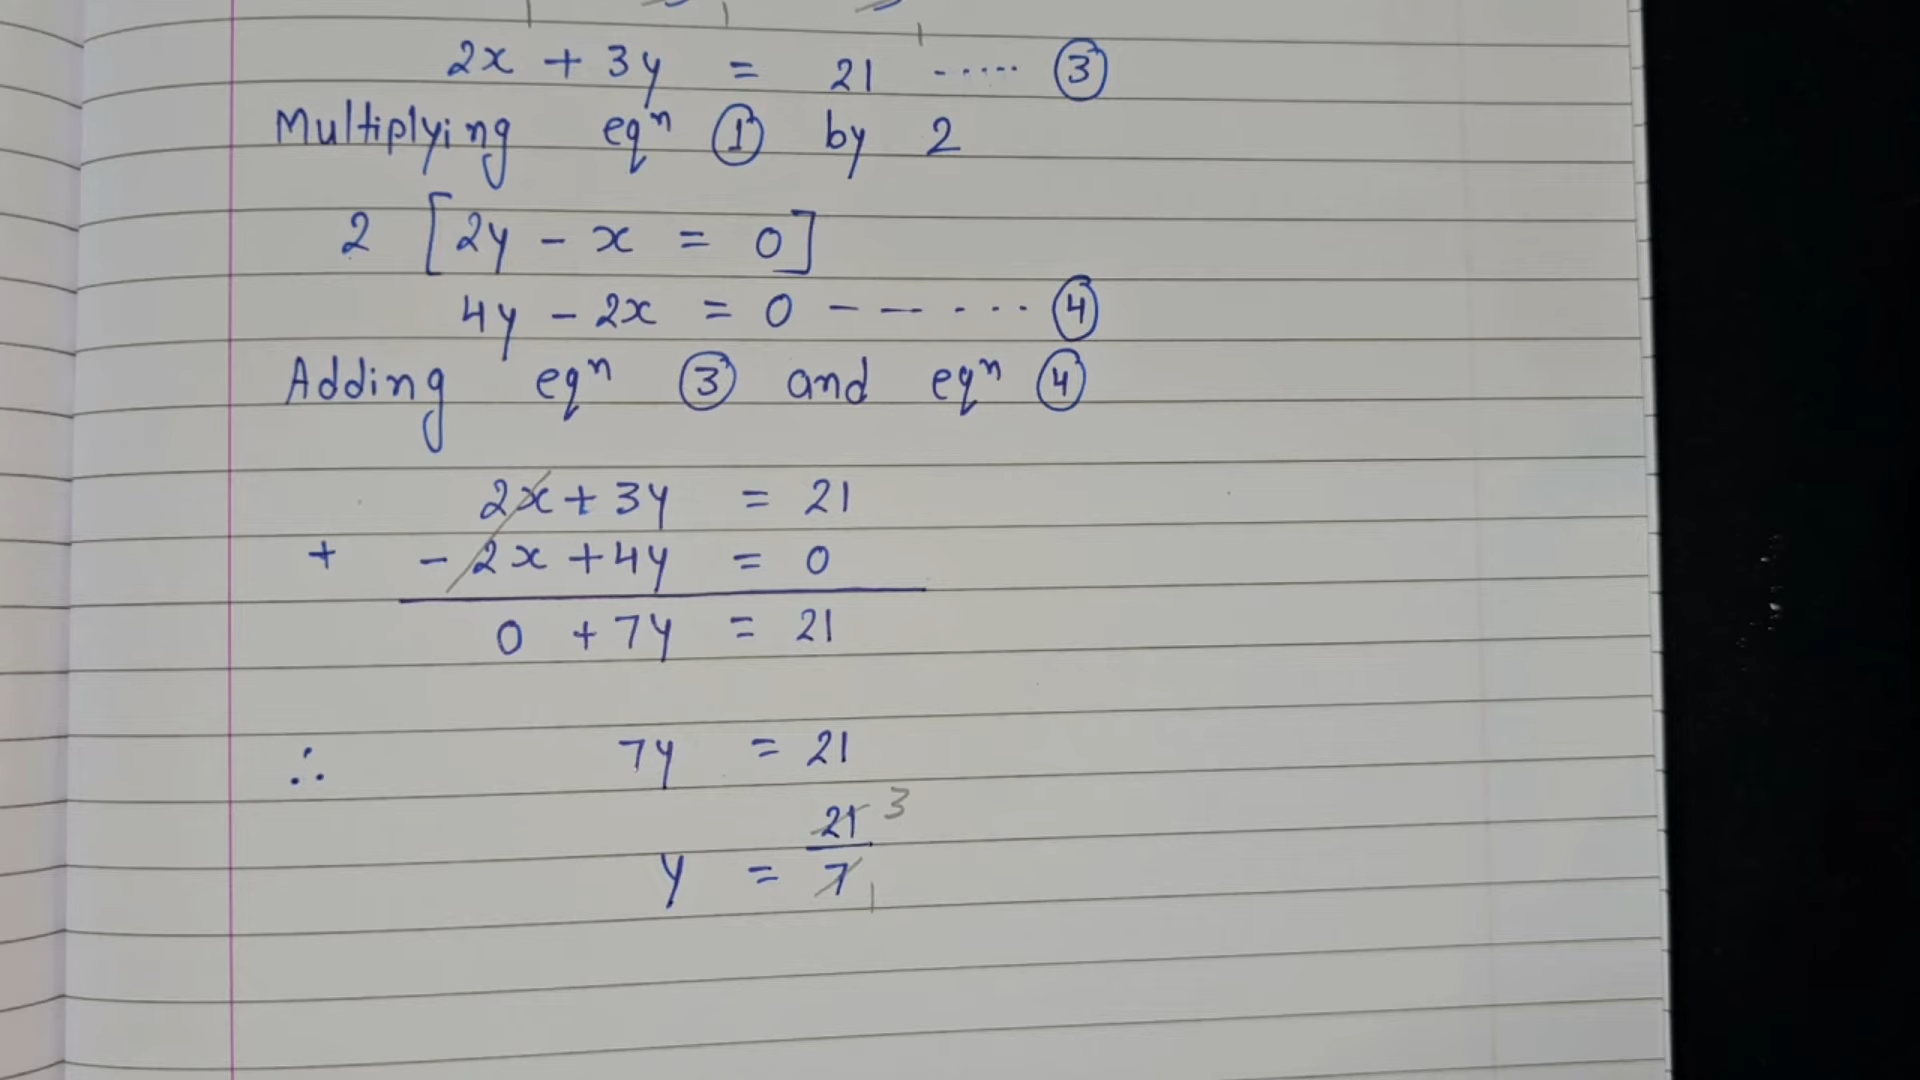 2x + 3y = 21 ..... ③
Multiplying eqⁿ ① by 2
2 [2y - x = 0]
4y - 2x = 0 - - - . . . ④
Adding eqⁿ ③ and eqⁿ ④
2x + 3y = 21
+ - 2x + 4y = 0
0 + 7y = 21
∴ 7y = 21
21 3
y = 7 1